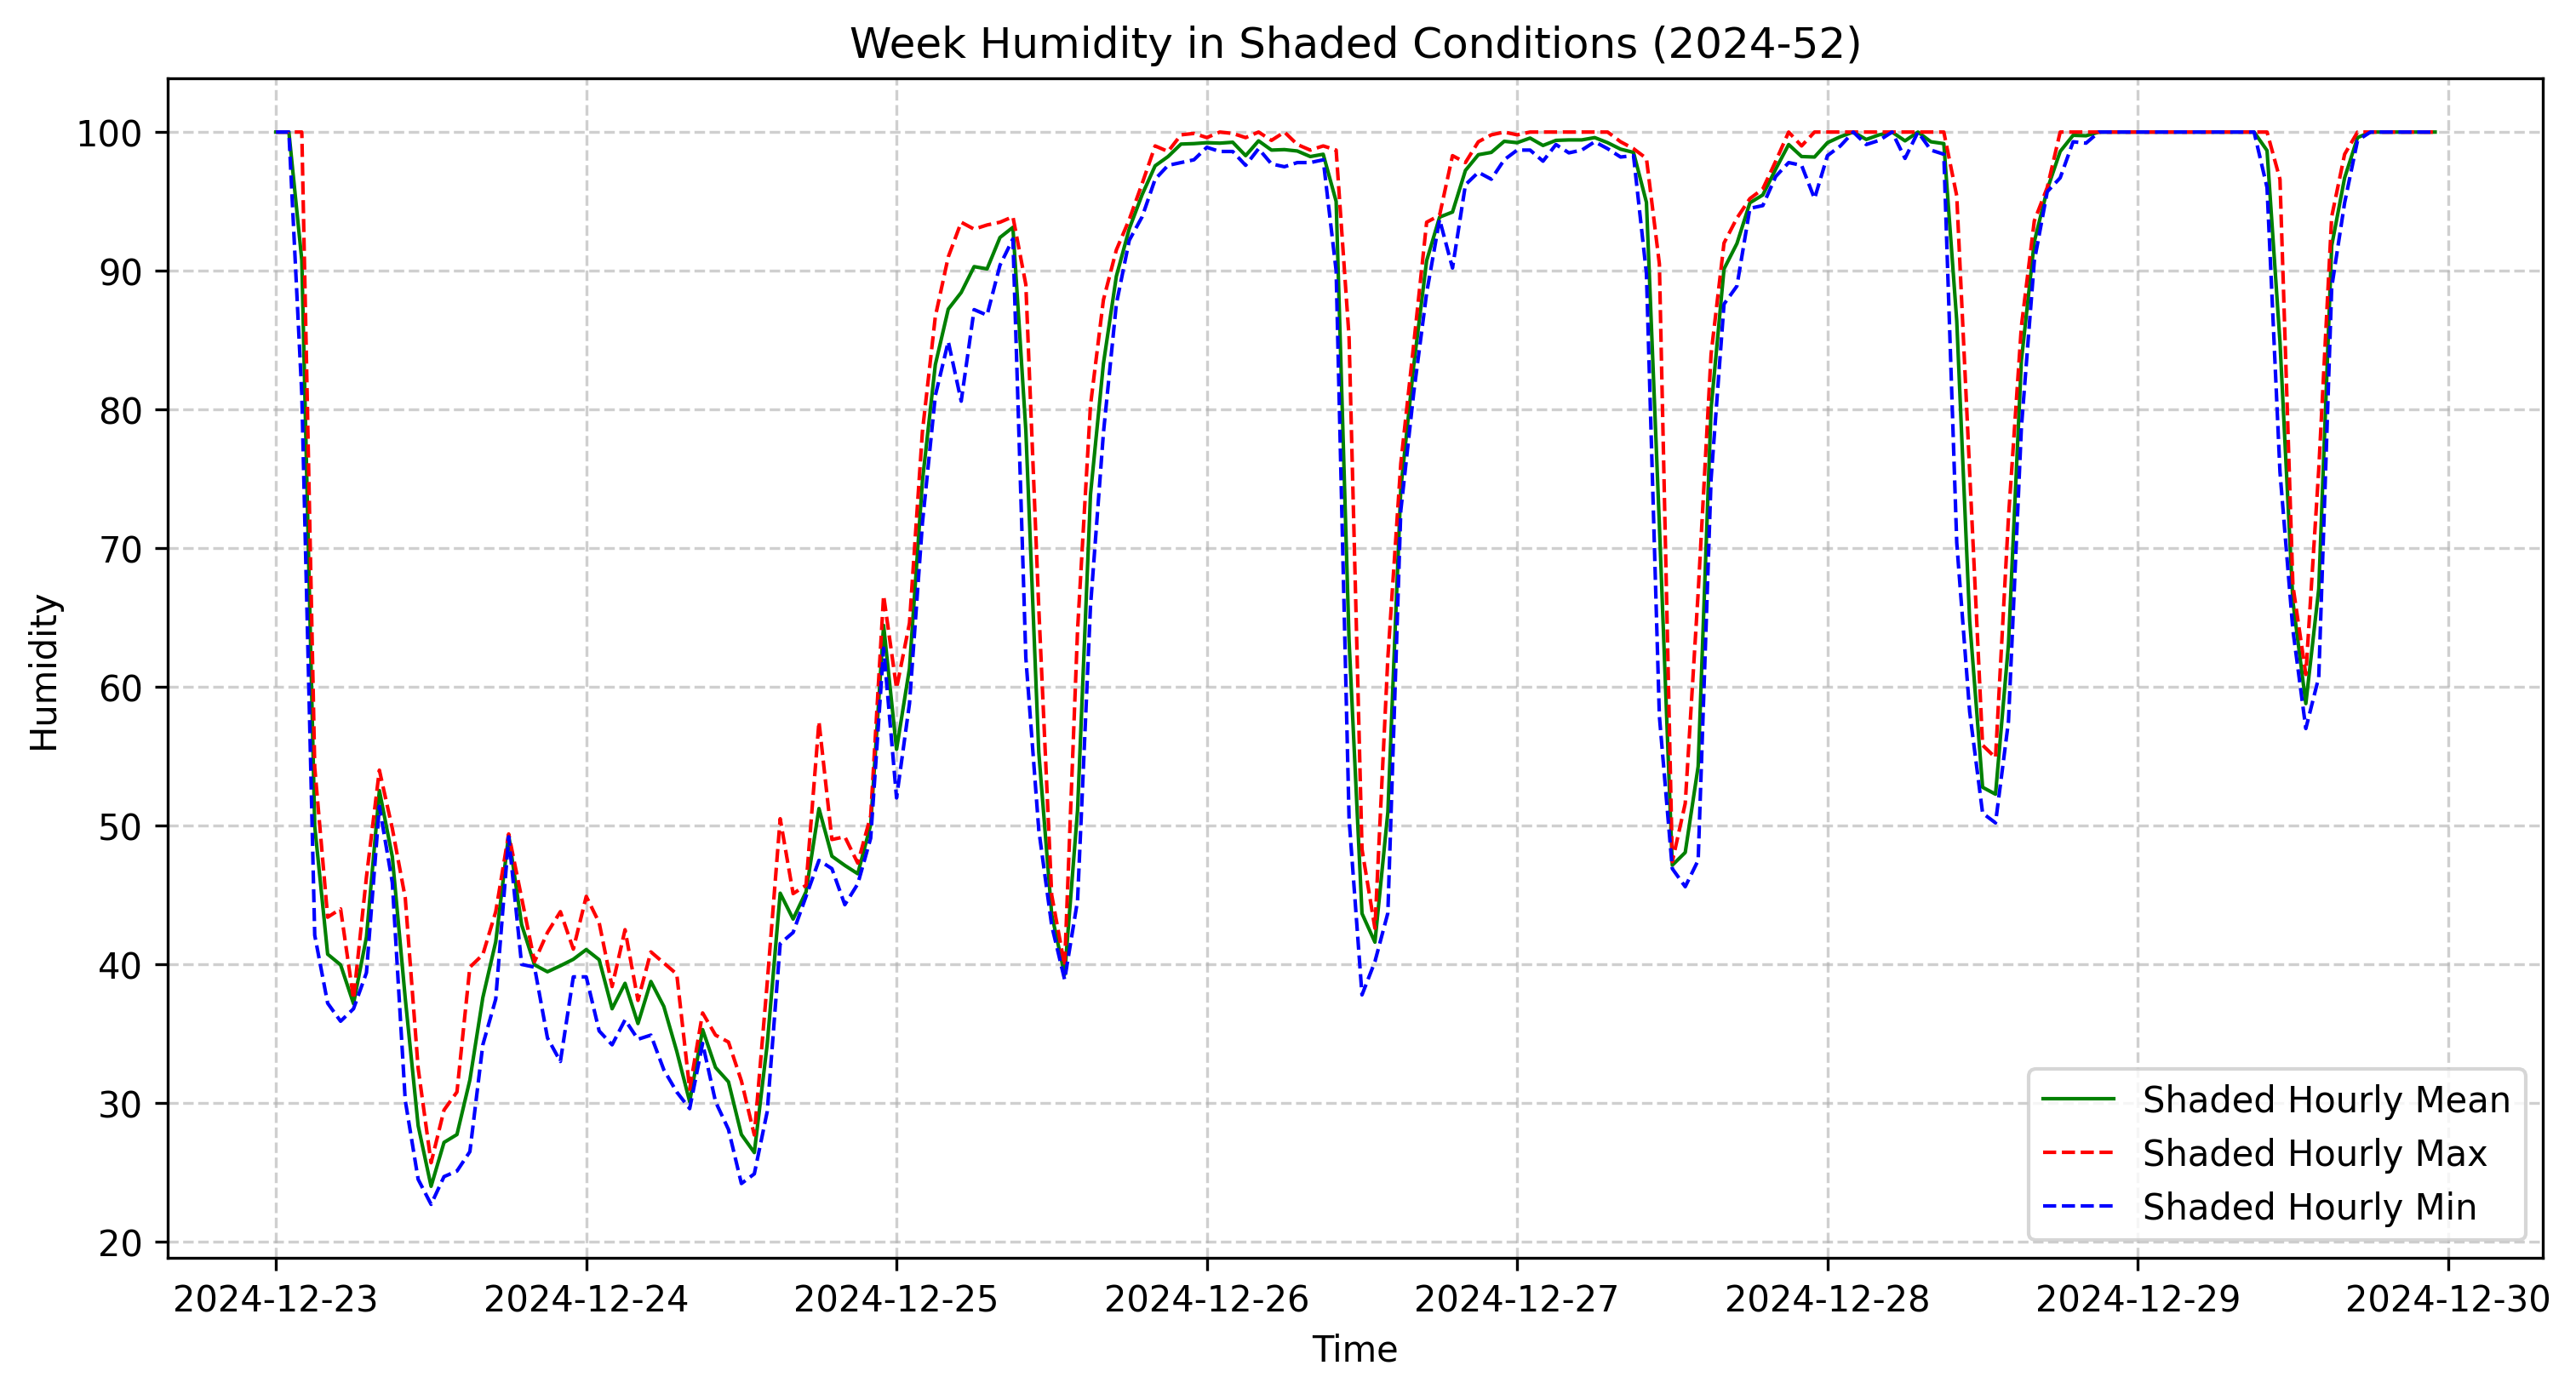 Week Humidity in Shaded Conditions (2024-52)
100
90
80
70
60
50
40
30
20
Humidity
Shaded Hourly Mean
Shaded Hourly Max
Shaded Hourly Min
2024-12-23
2024-12-24
2024-12-25
2024-12-26
2024-12-27
2024-12-28
2024-12-29
2024-12-30
Time